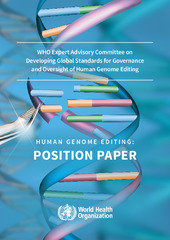 WHO Expert Advisory Committee on
Developing Global Standards for Governance
and Oversight of Human Genome Editing
HUMAN GENOME EDITING:
POSITION PAPER
World Health
Organization